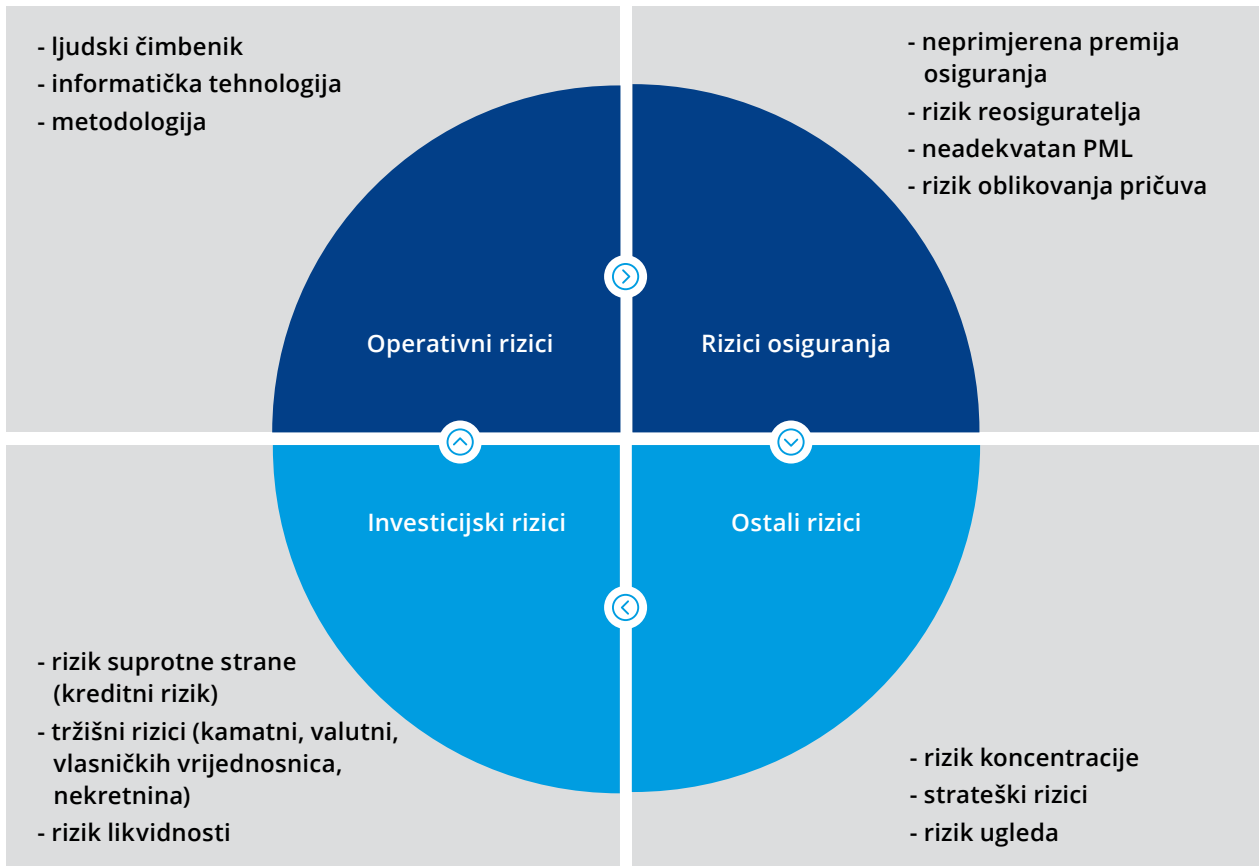 - ljudski čimbenik
- informatička tehnologija
- metodologija
- neprimjerena premija
osiguranja
- rizik reosiguratelja
- neadekvatan PML
- rizik oblikovanja pričuva
Operativni rizici
Rizici osiguranja
Investicijski rizici
Ostali rizici
- rizik suprotne strane
(kreditni rizik)
- tržišni rizici (kamatni, valutni,
vlasničkih vrijednosnica,
nekretnina)
- rizik likvidnosti
- rizik koncentracije
- strateški rizici
- rizik ugleda